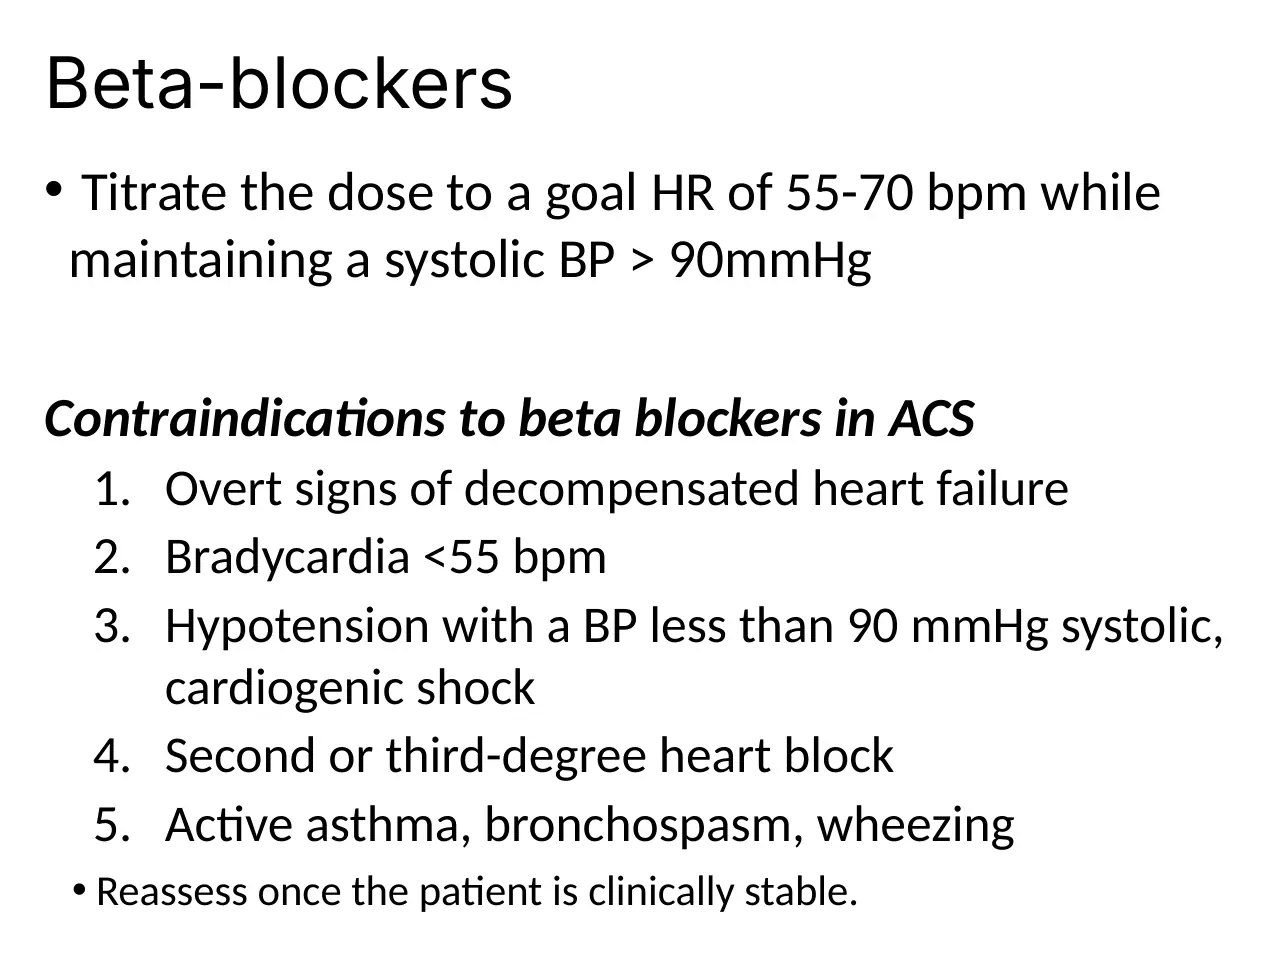 Beta-blockers
• Titrate the dose to a goal HR of 55-70 bpm while
maintaining a systolic BP > 90mmHg
Contraindications to beta blockers in ACS
1. Overt signs of decompensated heart failure
2. Bradycardia <55 bpm
3. Hypotension with a BP less than 90 mmHg systolic,
cardiogenic shock
4. Second or third-degree heart block
5. Active asthma, bronchospasm, wheezing
• Reassess once the patient is clinically stable.